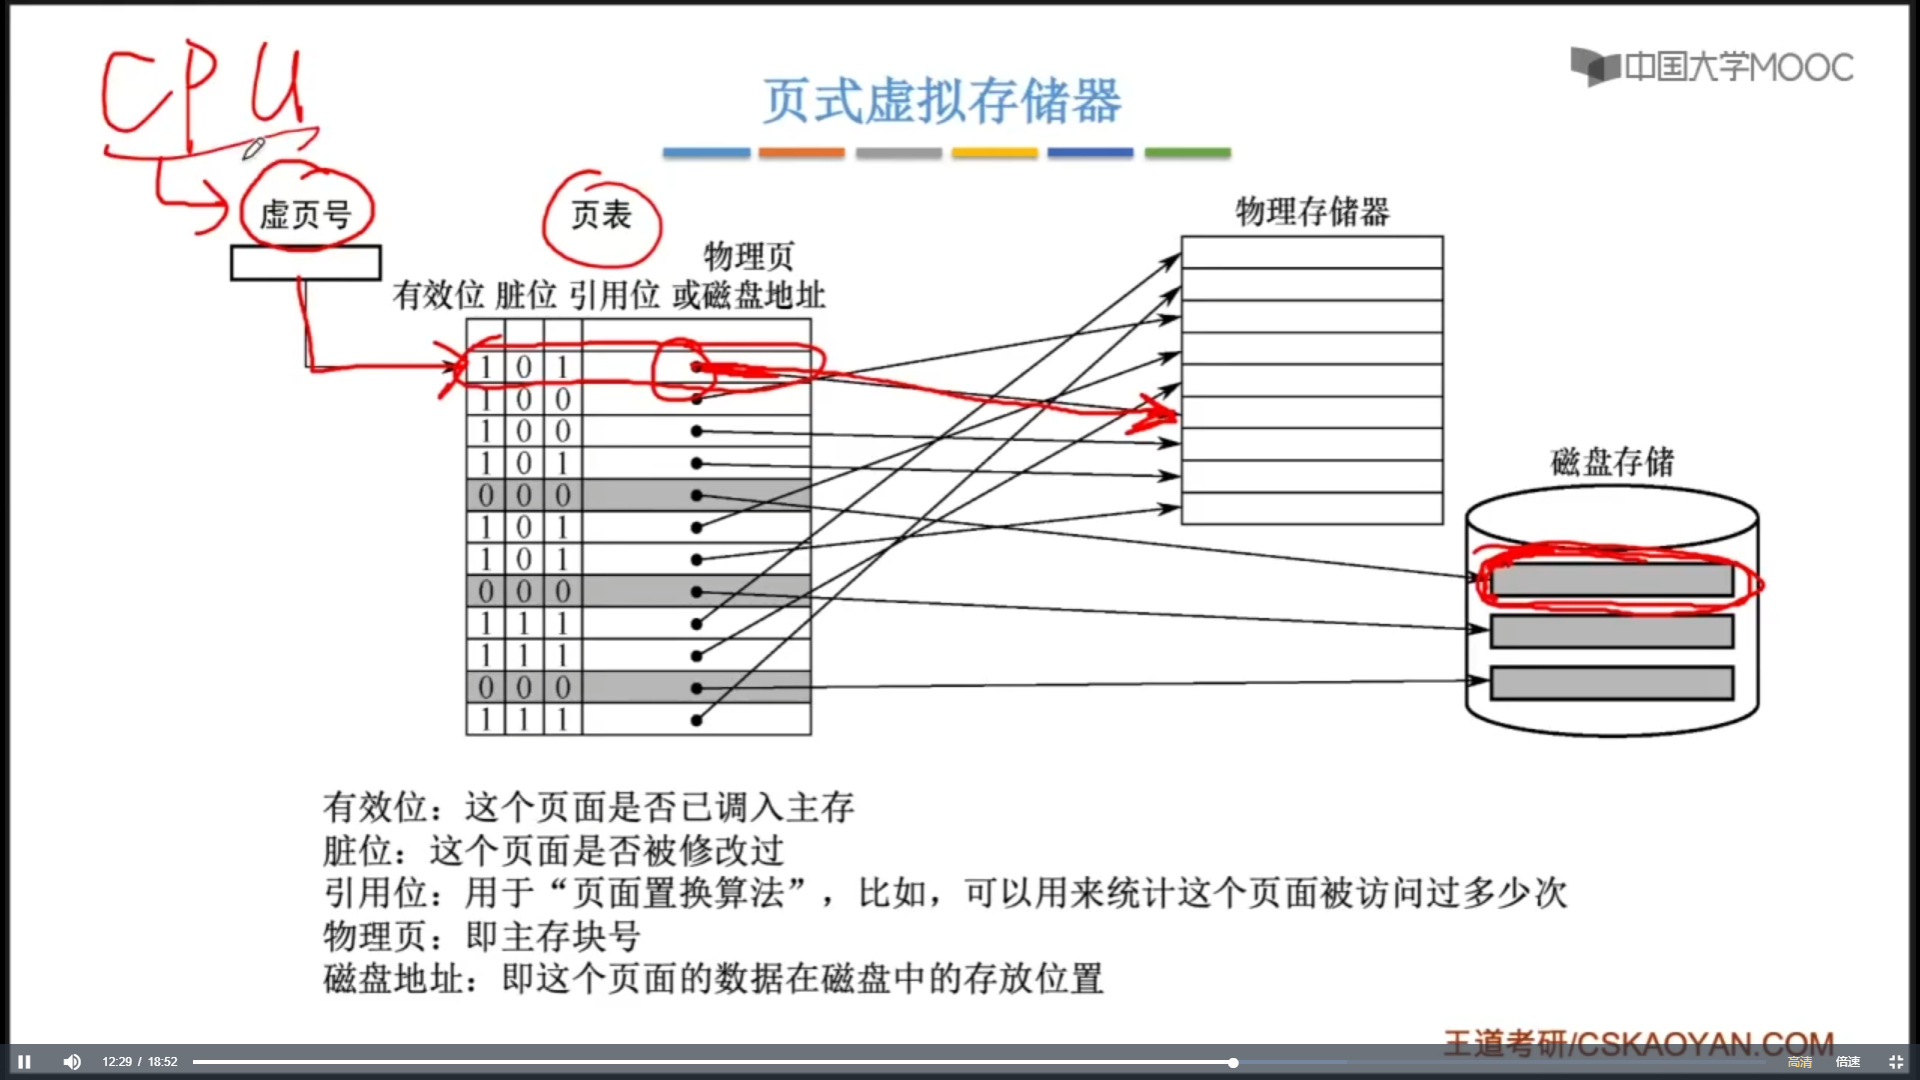 CPU
中国大学MOOC
页式虚拟存储器
虚页号
页表
物理存储器
物理页
有效位 脏位 引用位 或磁盘地址
1 0 1
1 0 0
1 0 0
1 0 1
0 0 0
1 0 1
1 0 1
0 0 0
1 1 1
1 1 1
0 0 0
1 1 1
磁盘存储
有效位：这个页面是否已调入主存
脏位：这个页面是否被修改过
引用位：用于“页面置换算法”，比如，可以用来统计这个页面被访问过多少次
物理页：即主存块号
磁盘地址：即这个页面的数据在磁盘中的存放位置
王道考研/CSKAOYAN.COM
12:29 / 18:52
高清 倍速